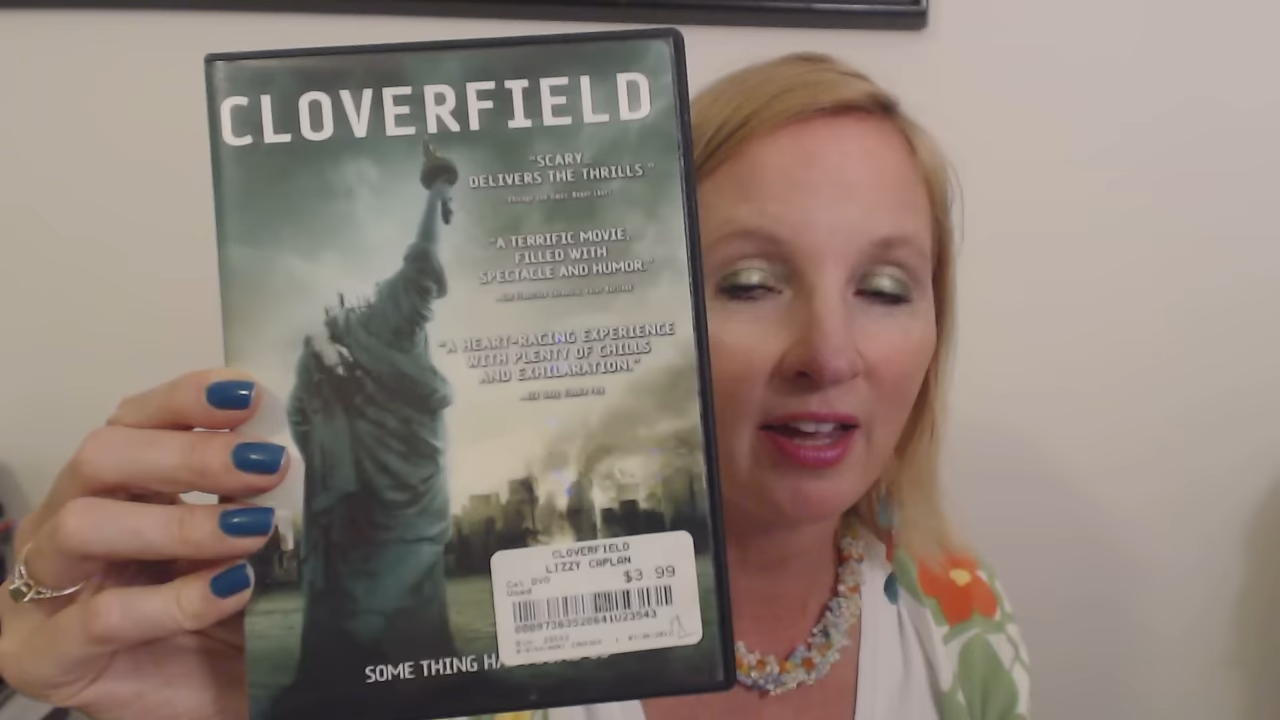 CLOVERFIELD
"SCARY...
DELIVERS THE THRILLS."
"A TERRIFIC MOVIE,
FILLED WITH
SPECTACLE AND HUMOR."
"A HEART-RACING EXPERIENCE
WITH PLENTY OF CHILLS
AND EXHILARATION."
CLOVERFIELD
LIZZY CAPLAN
$3.99
Cat DVD
Used
SOME THING